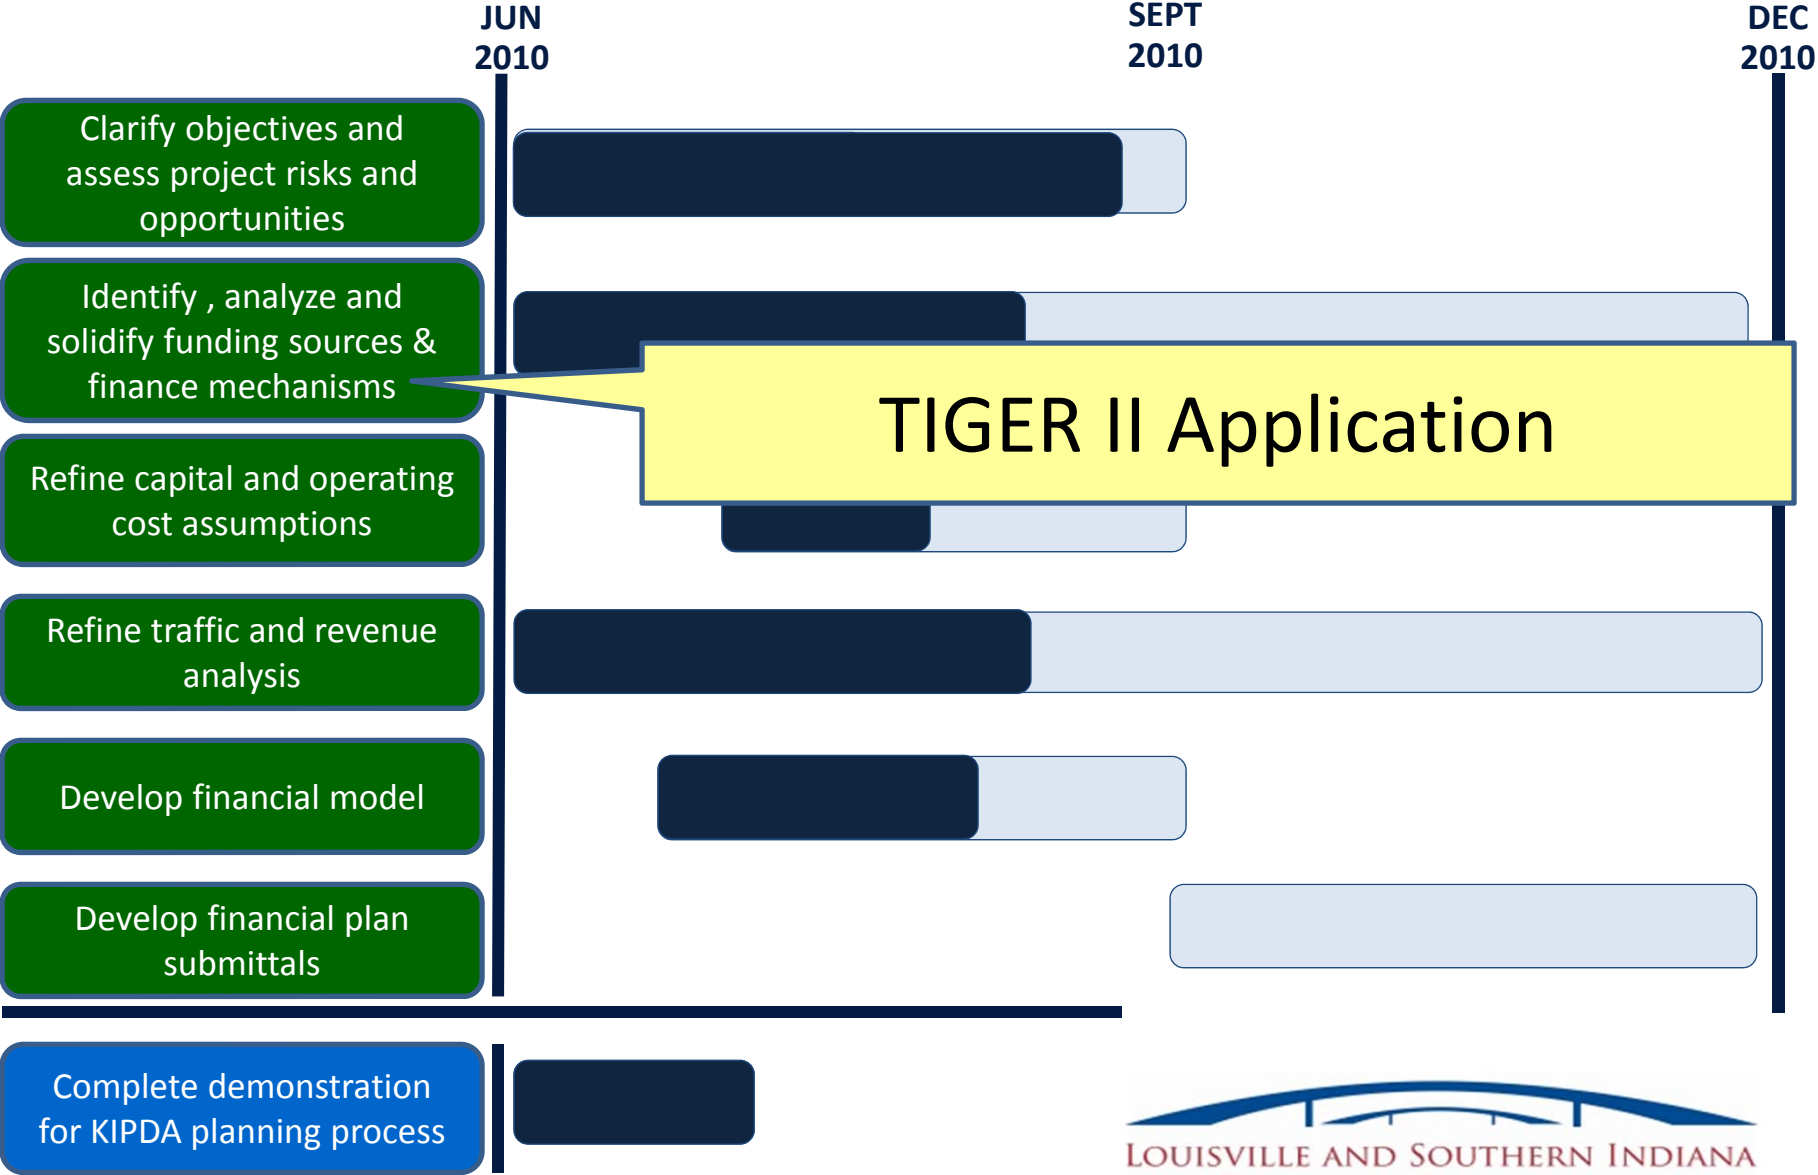 JUN
2010
SEPT
2010
DEC
2010
Clarify objectives and
assess project risks and
opportunities
Identify , analyze and
solidify funding sources &
finance mechanisms
TIGER II Application
Refine capital and operating
cost assumptions
Refine traffic and revenue
analysis
Develop financial model
Develop financial plan
submittals
Complete demonstration
for KIPDA planning process
LOUISVILLE AND SOUTHERN INDIANA